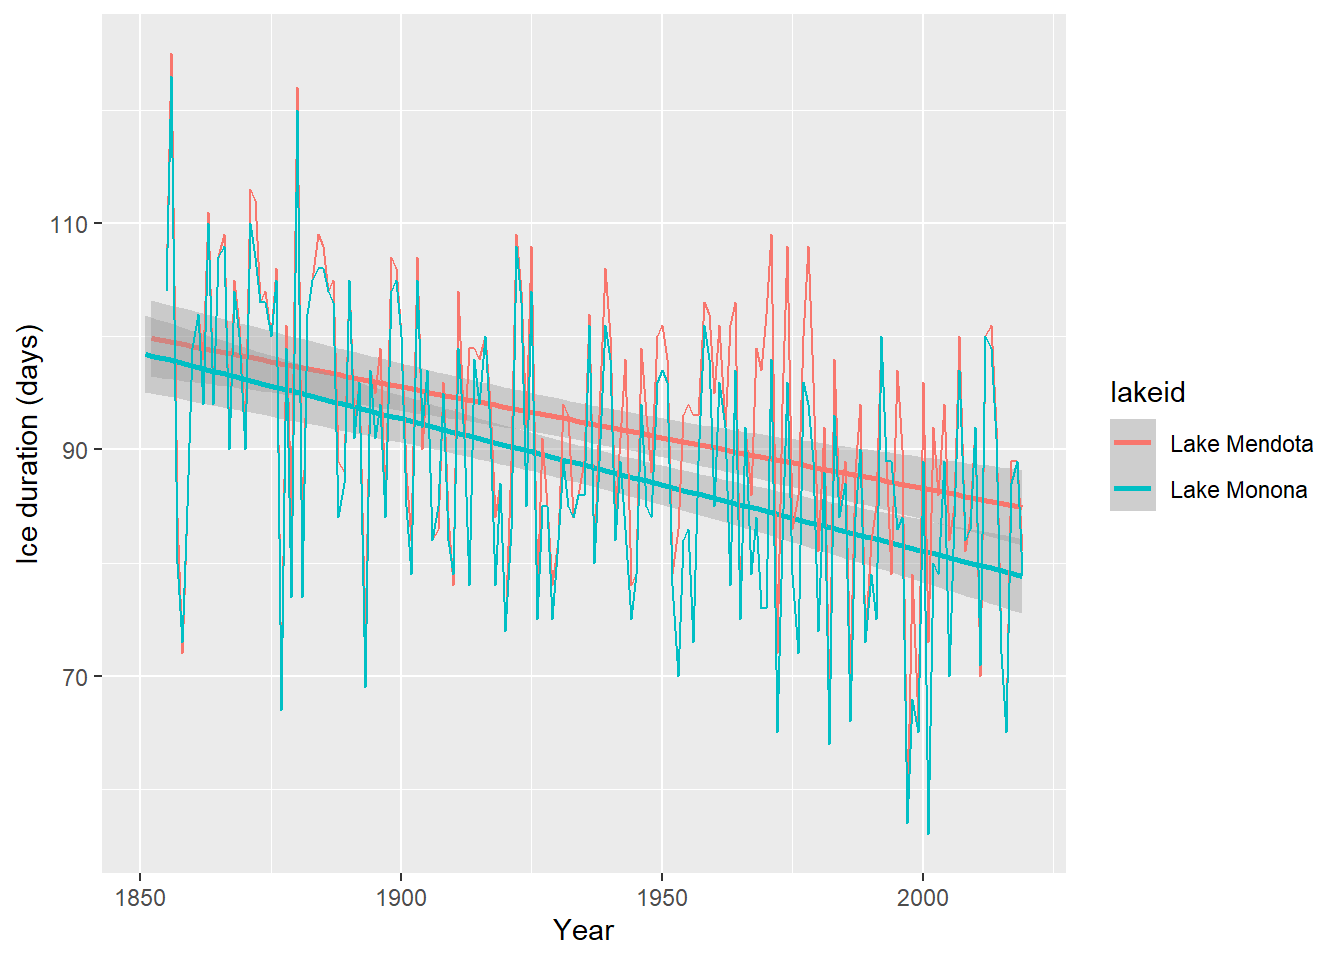 110
90
70
Ice duration (days)
1850
1900
1950
2000
Year
lakeid
Lake Mendota
Lake Monona